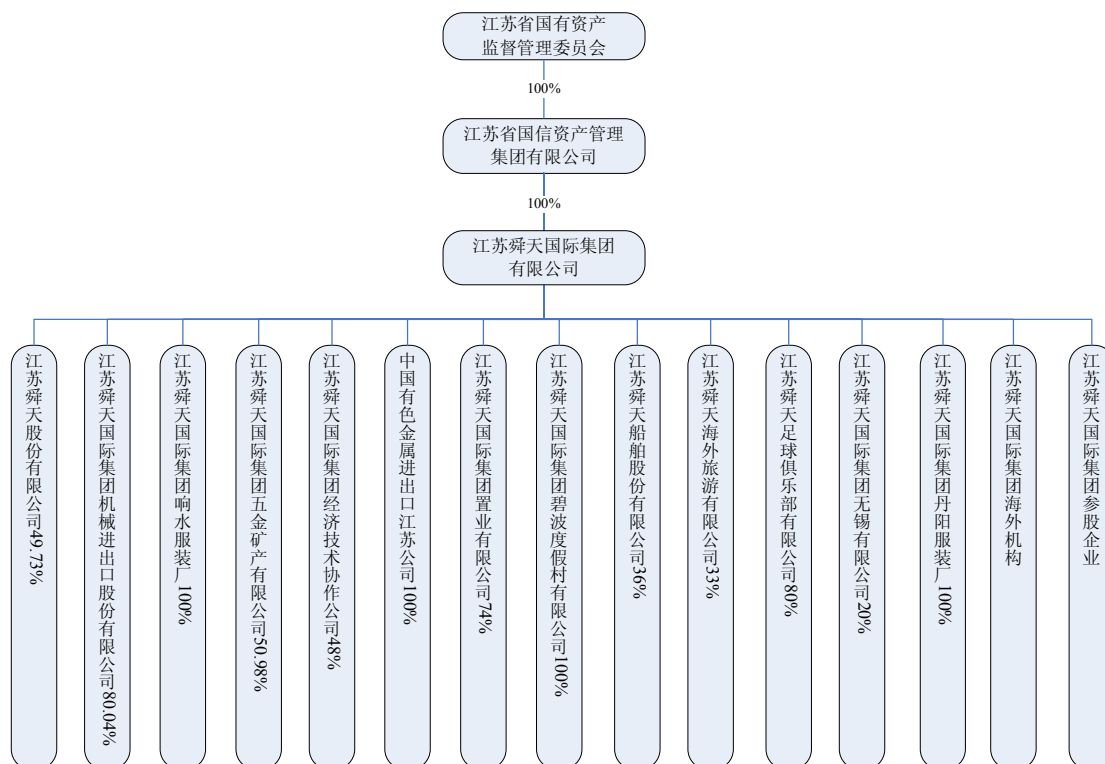 江苏省国有资产
监督管理委员会
100%
江苏省国信资产管理
集团有限公司
100%
江苏舜天国际集团
有限公司
江苏舜天股份有限公司49.73%
江苏舜天国际集团机械进出口股份有限公司80.04%
江苏舜天国际集团响水服装厂100%
江苏舜天国际集团五金矿产有限公司50.98%
江苏舜天国际集团经济技术协作公司48%
中国有色金属进出口江苏公司100%
江苏舜天国际集团置业有限公司74%
江苏舜天国际集团碧波度假村有限公司100%
江苏舜天船舶股份有限公司36%
江苏舜天海外旅游有限公司33%
江苏舜天足球俱乐部有限公司80%
江苏舜天国际集团无锡有限公司20%
江苏舜天国际集团丹阳服装厂100%
江苏舜天国际集团海外机构
江苏舜天国际集团参股企业